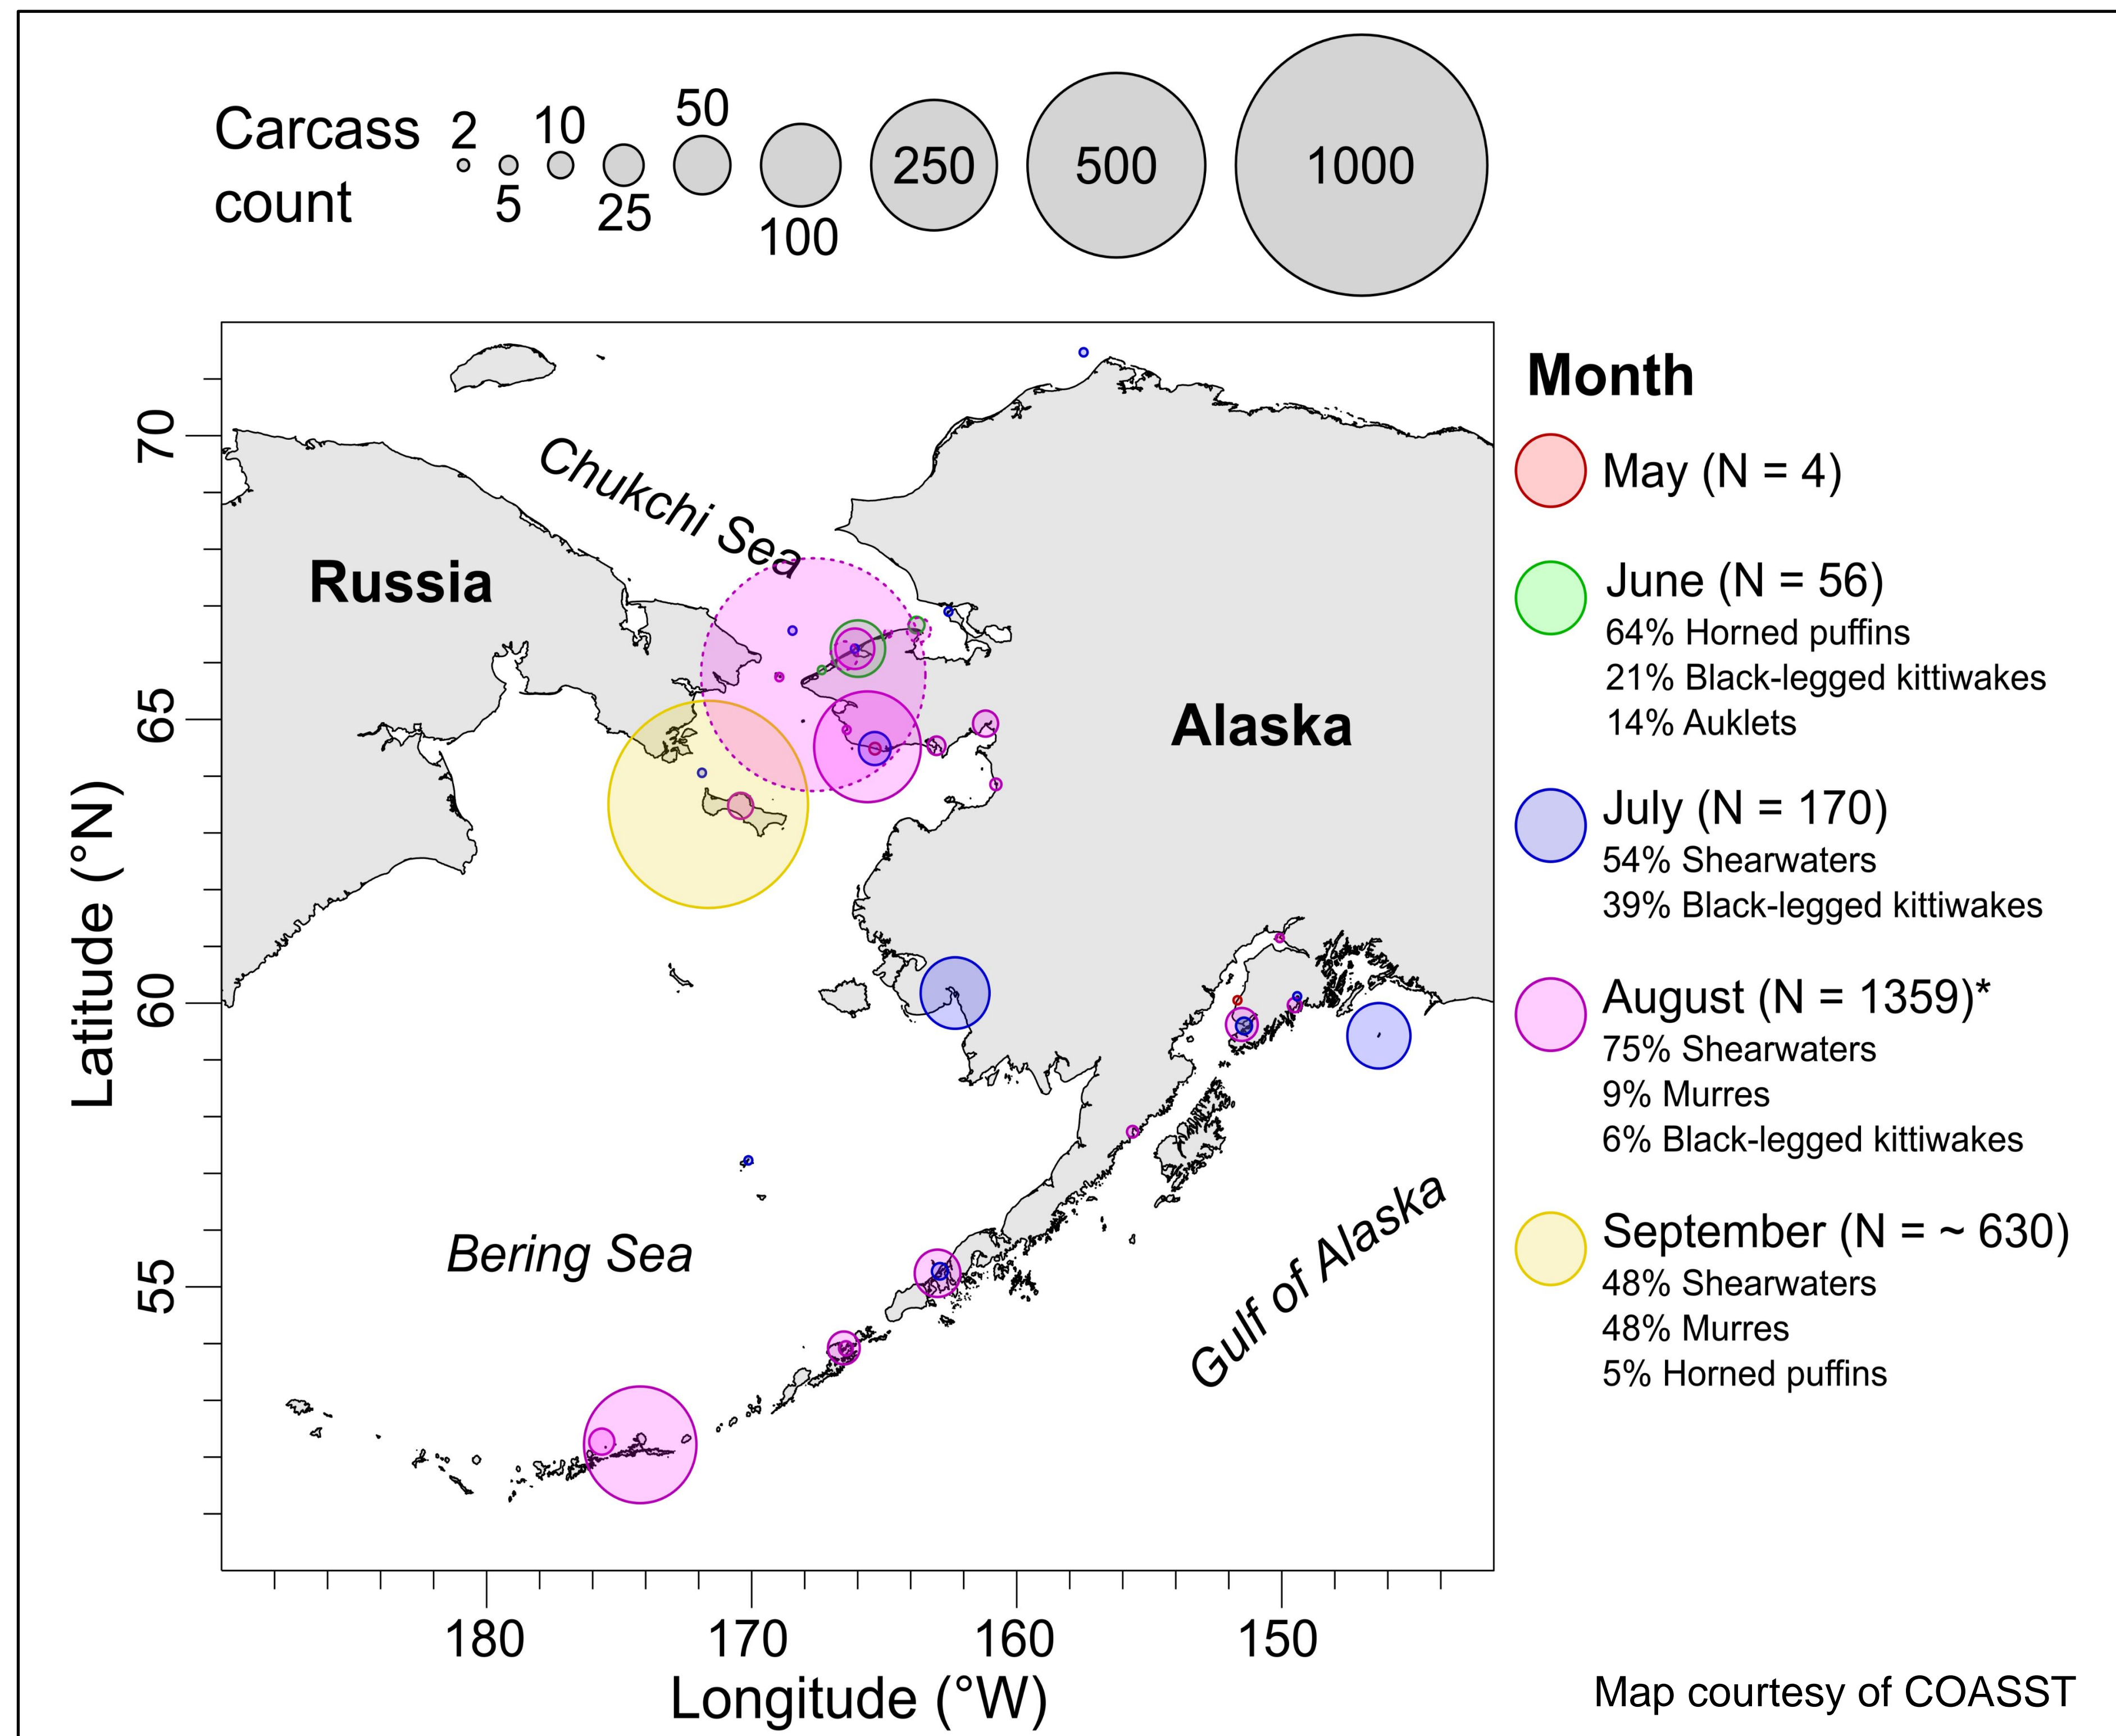 Carcass
count
2
5
10
25
50
100
250
500
1000
Month
May (N = 4)
June (N = 56)
64% Horned puffins
21% Black-legged kittiwakes
14% Auklets
July (N = 170)
54% Shearwaters
39% Black-legged kittiwakes
August (N = 1359)*
75% Shearwaters
9% Murres
6% Black-legged kittiwakes
September (N = ~ 630)
48% Shearwaters
48% Murres
5% Horned puffins
Chukchi Sea
Russia
Alaska
Bering Sea
Gulf of Alaska
Latitude (°N)
70
65
60
55
180
170
160
150
Longitude (°W)
Map courtesy of COASST